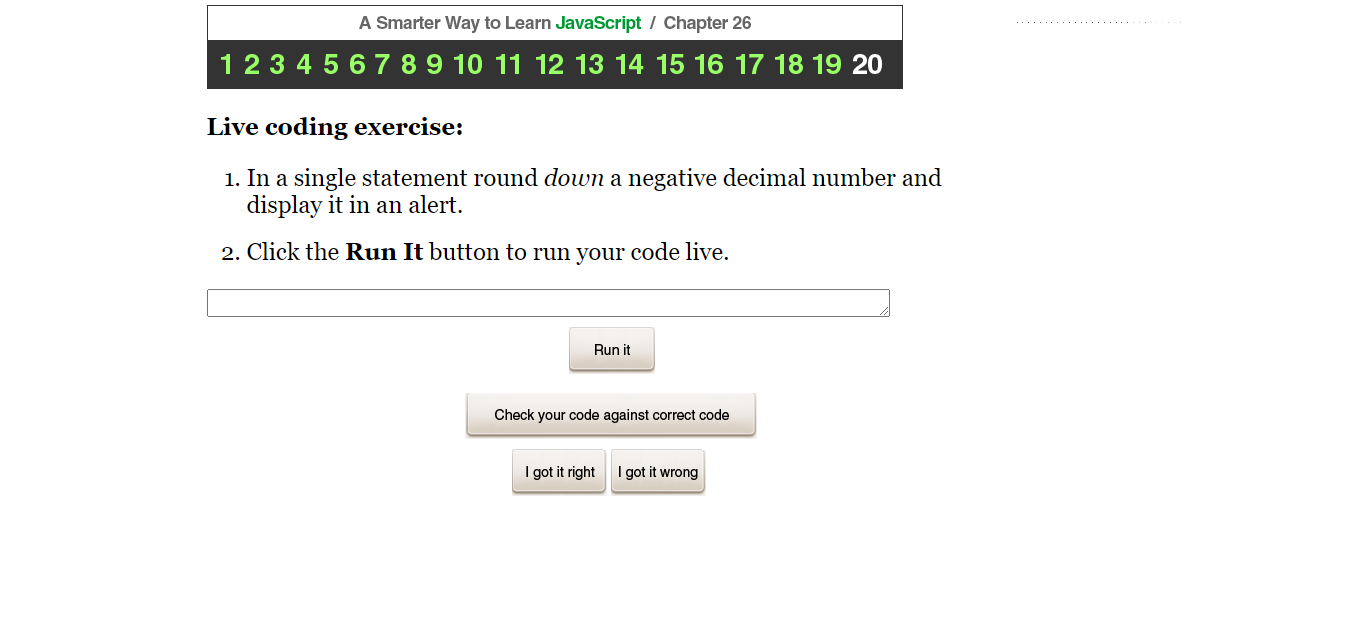 A Smarter Way to Learn JavaScript / Chapter 26
1 2 3 4 5 6 7 8 9 10 11 12 13 14 15 16 17 18 19 20
Live coding exercise:
1. In a single statement round down a negative decimal number and
display it in an alert.
2. Click the Run It button to run your code live.
Run it
Check your code against correct code
I got it right I got it wrong